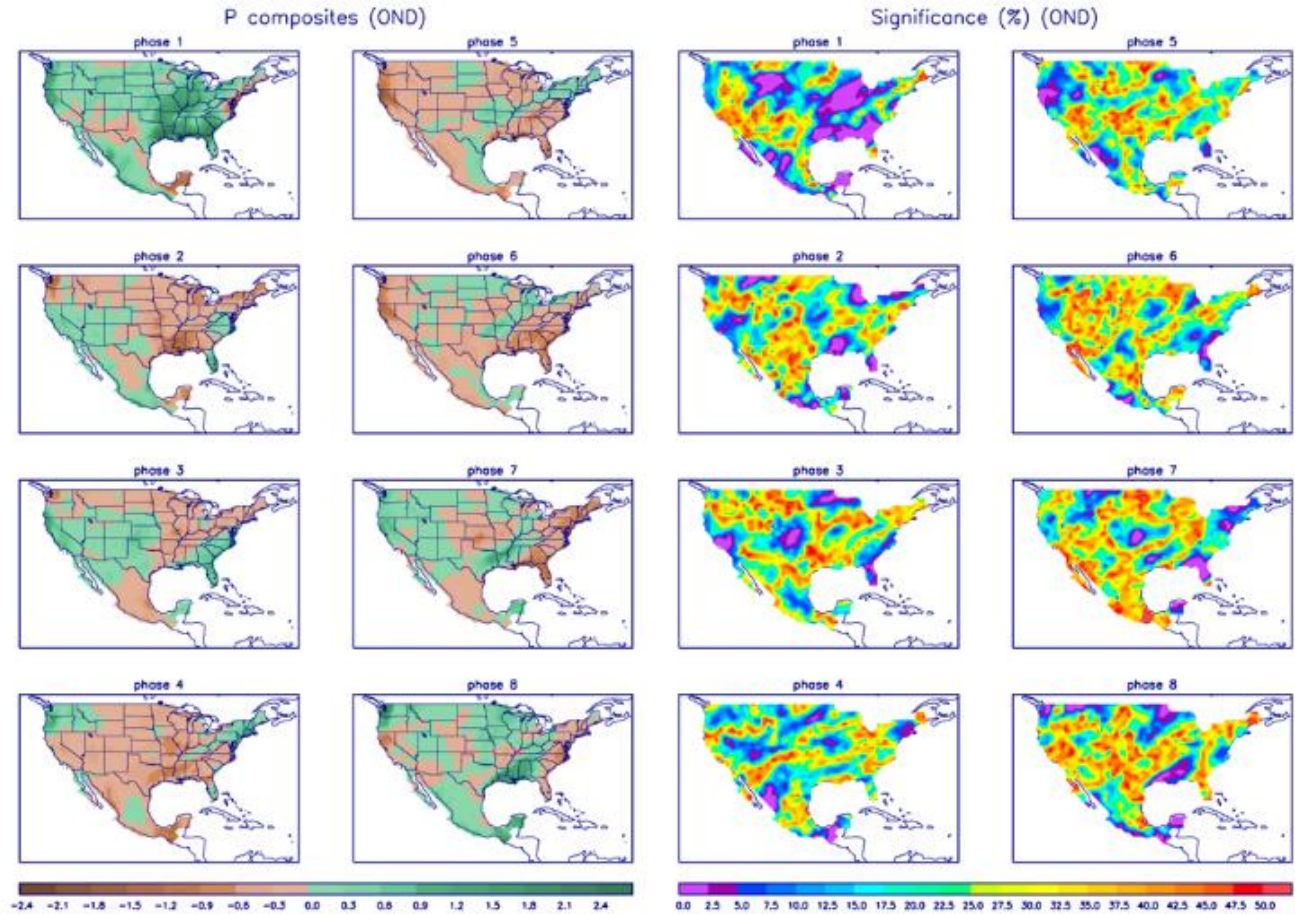 P composites (OND)
Significance (%) (OND)
phase 1
phase 5
phase 1
phase 5
phase 2
phase 6
phase 2
phase 6
phase 3
phase 7
phase 3
phase 7
phase 4
phase 8
phase 4
phase 8
-2.4 -2.1 -1.8 -1.5 -1.2 -0.9 -0.6 -0.3 0.0 0.3 0.6 0.9 1.2 1.5 1.8 2.1 2.4
0.0 2.5 5.0 7.5 10.0 12.5 15.0 17.5 20.0 22.5 25.0 27.5 30.0 32.5 35.0 37.5 40.0 42.5 45.0 47.5 50.0